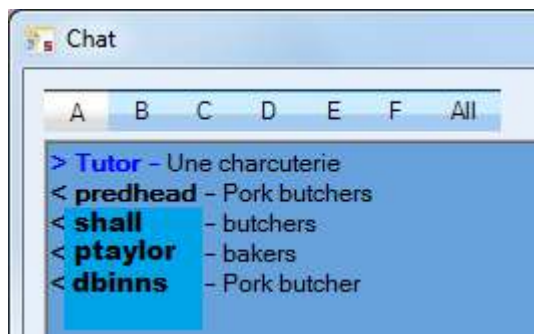 Chat
A B C D E F All
> Tutor – Une charcuterie
< predhead – Pork butchers
< shall – butchers
< ptaylor – bakers
< dbinns – Pork butcher